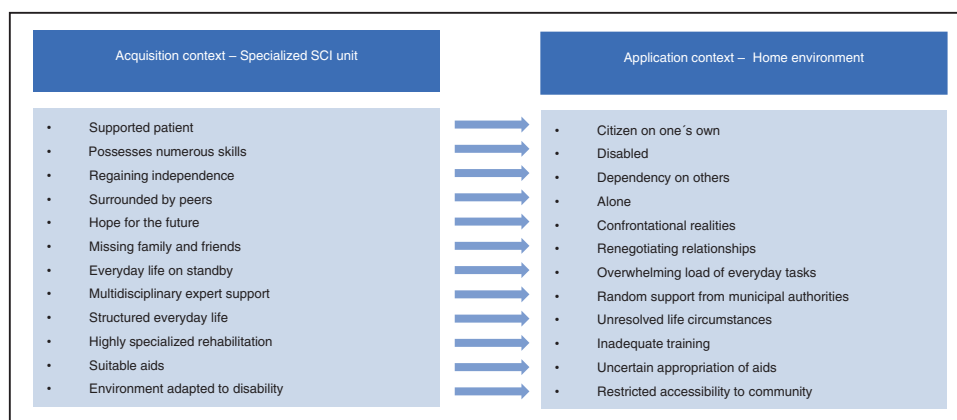 Acquisition context – Specialized SCI unit
• Supported patient
• Possesses numerous skills
• Regaining independence
• Surrounded by peers
• Hope for the future
• Missing family and friends
• Everyday life on standby
• Multidisciplinary expert support
• Structured everyday life
• Highly specialized rehabilitation
• Suitable aids
• Environment adapted to disability
Application context – Home environment
• Citizen on one´s own
• Disabled
• Dependency on others
• Alone
• Confrontational realities
• Renegotiating relationships
• Overwhelming load of everyday tasks
• Random support from municipal authorities
• Unresolved life circumstances
• Inadequate training
• Uncertain appropriation of aids
• Restricted accessibility to community